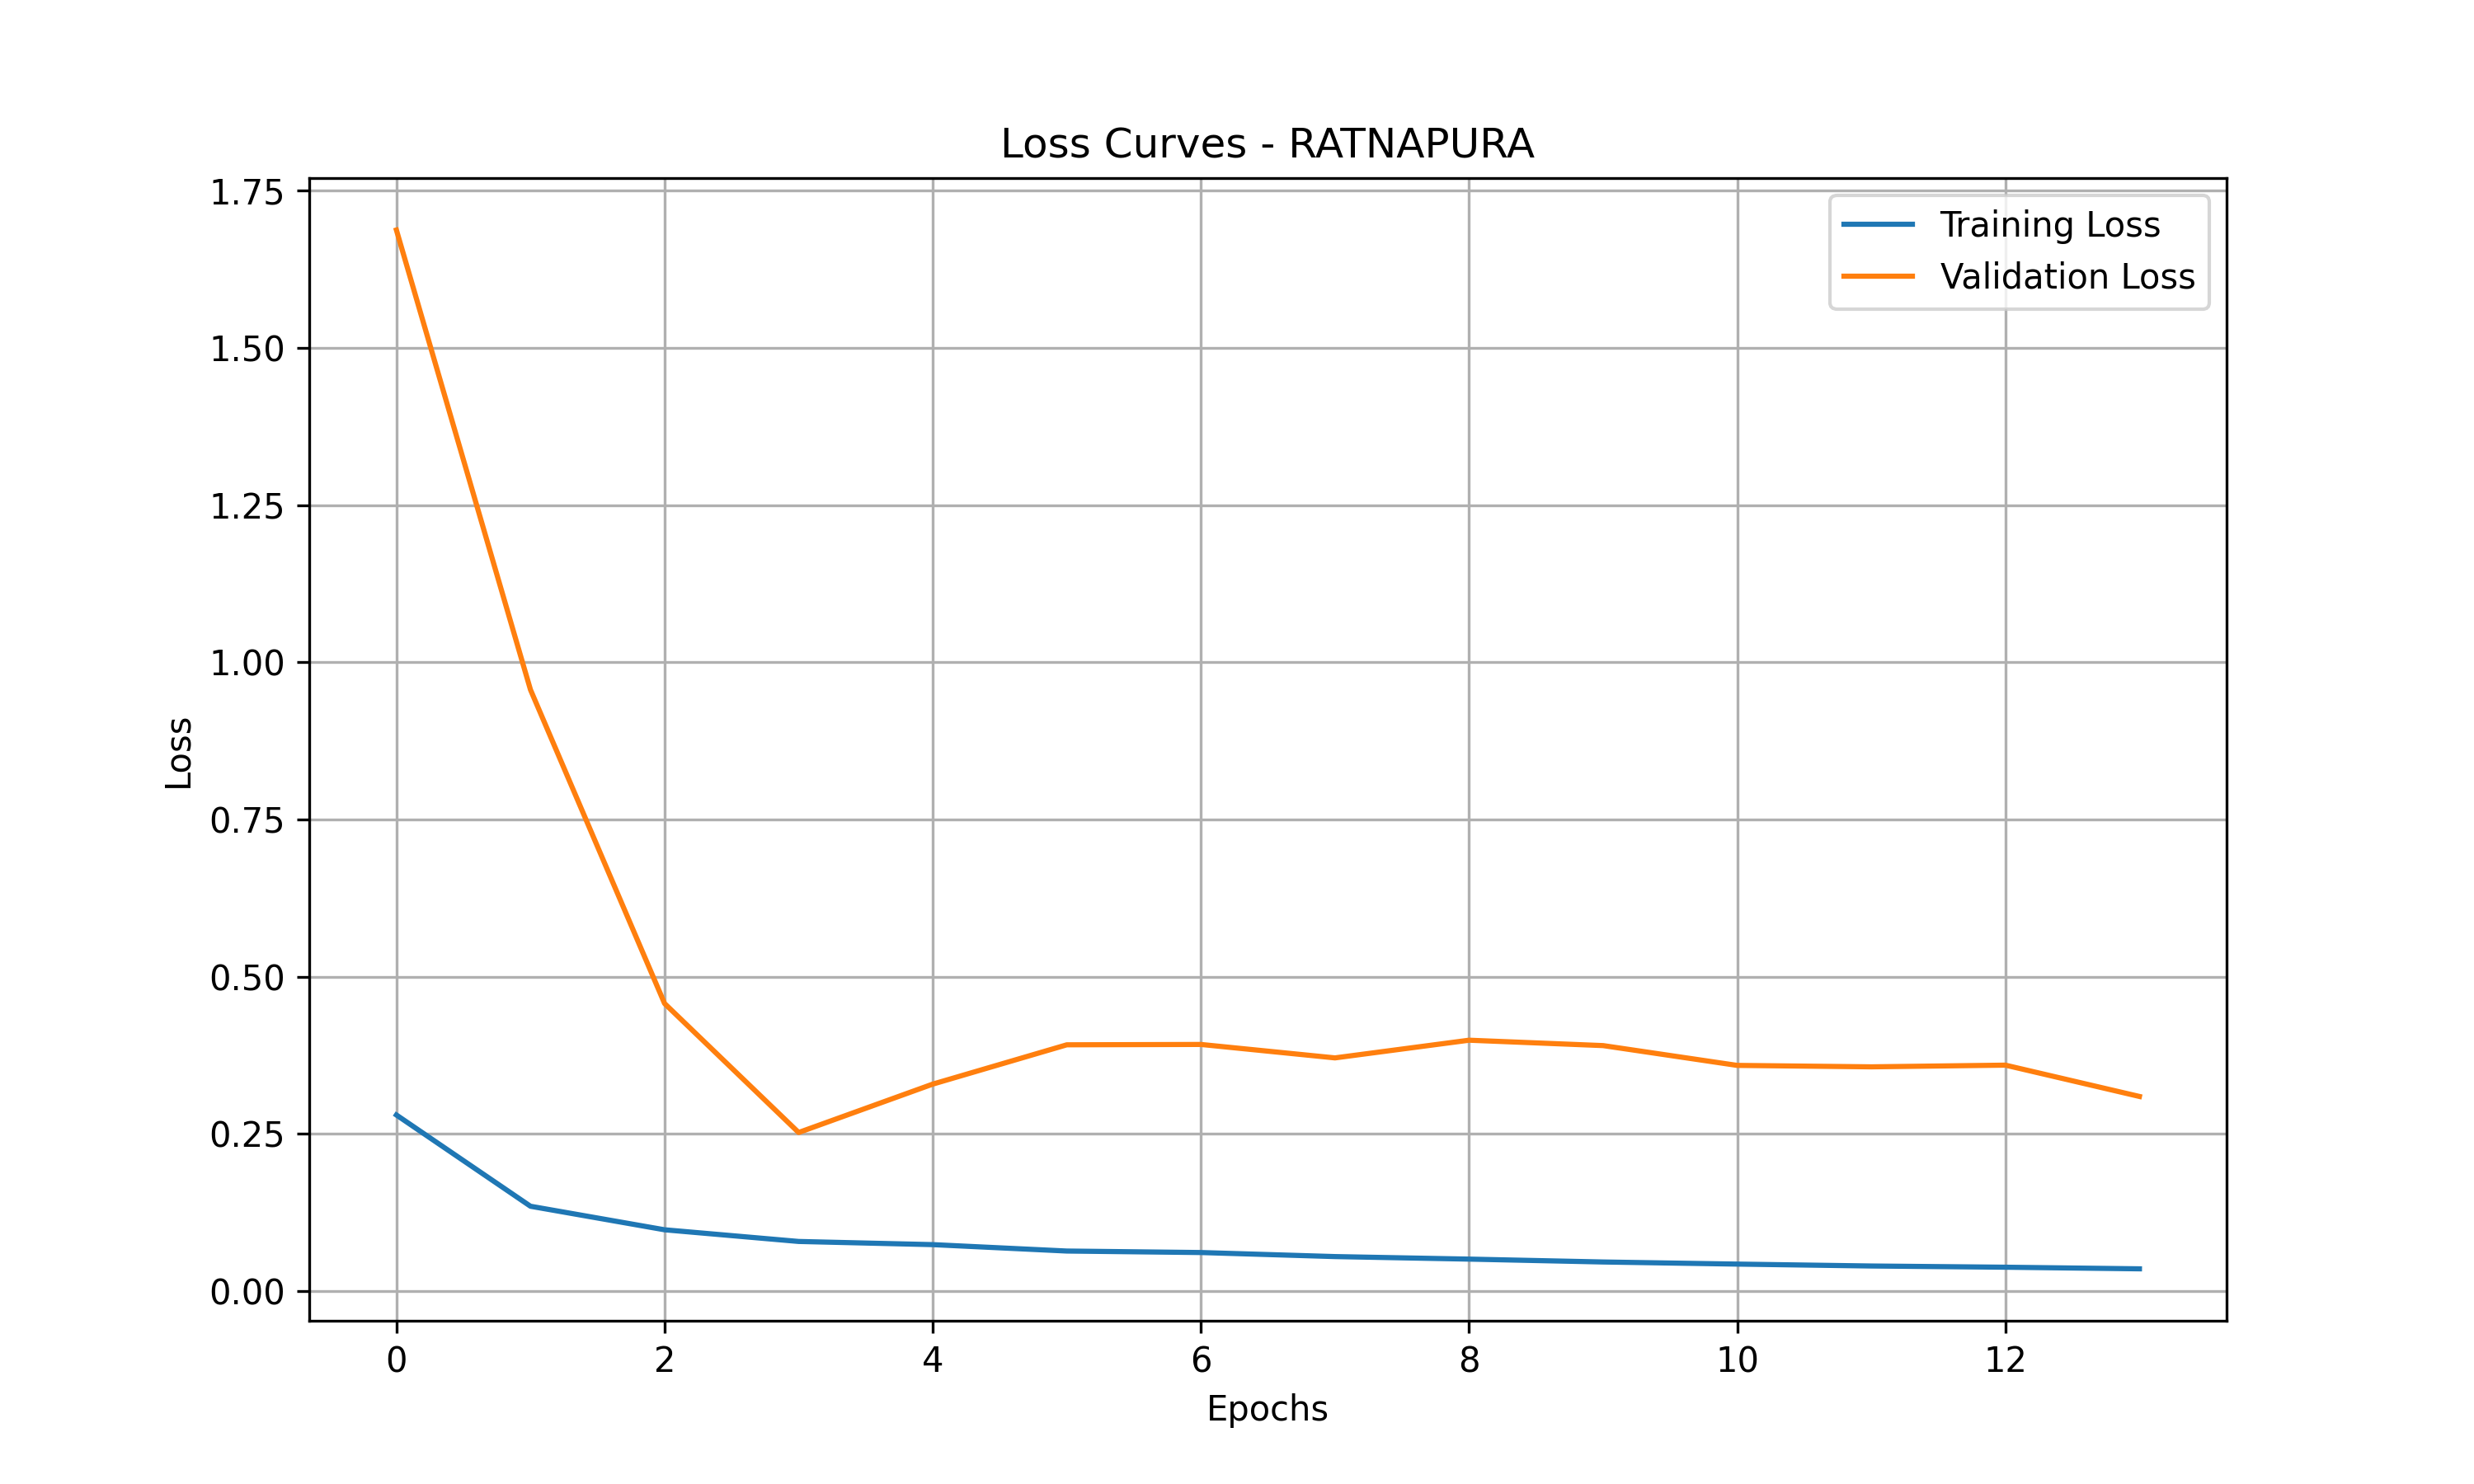 Loss Curves - RATNAPURA
Training Loss
Validation Loss
1.75
1.50
1.25
1.00
0.75
0.50
0.25
0.00
Loss
0 2 4 6 8 10 12
Epochs